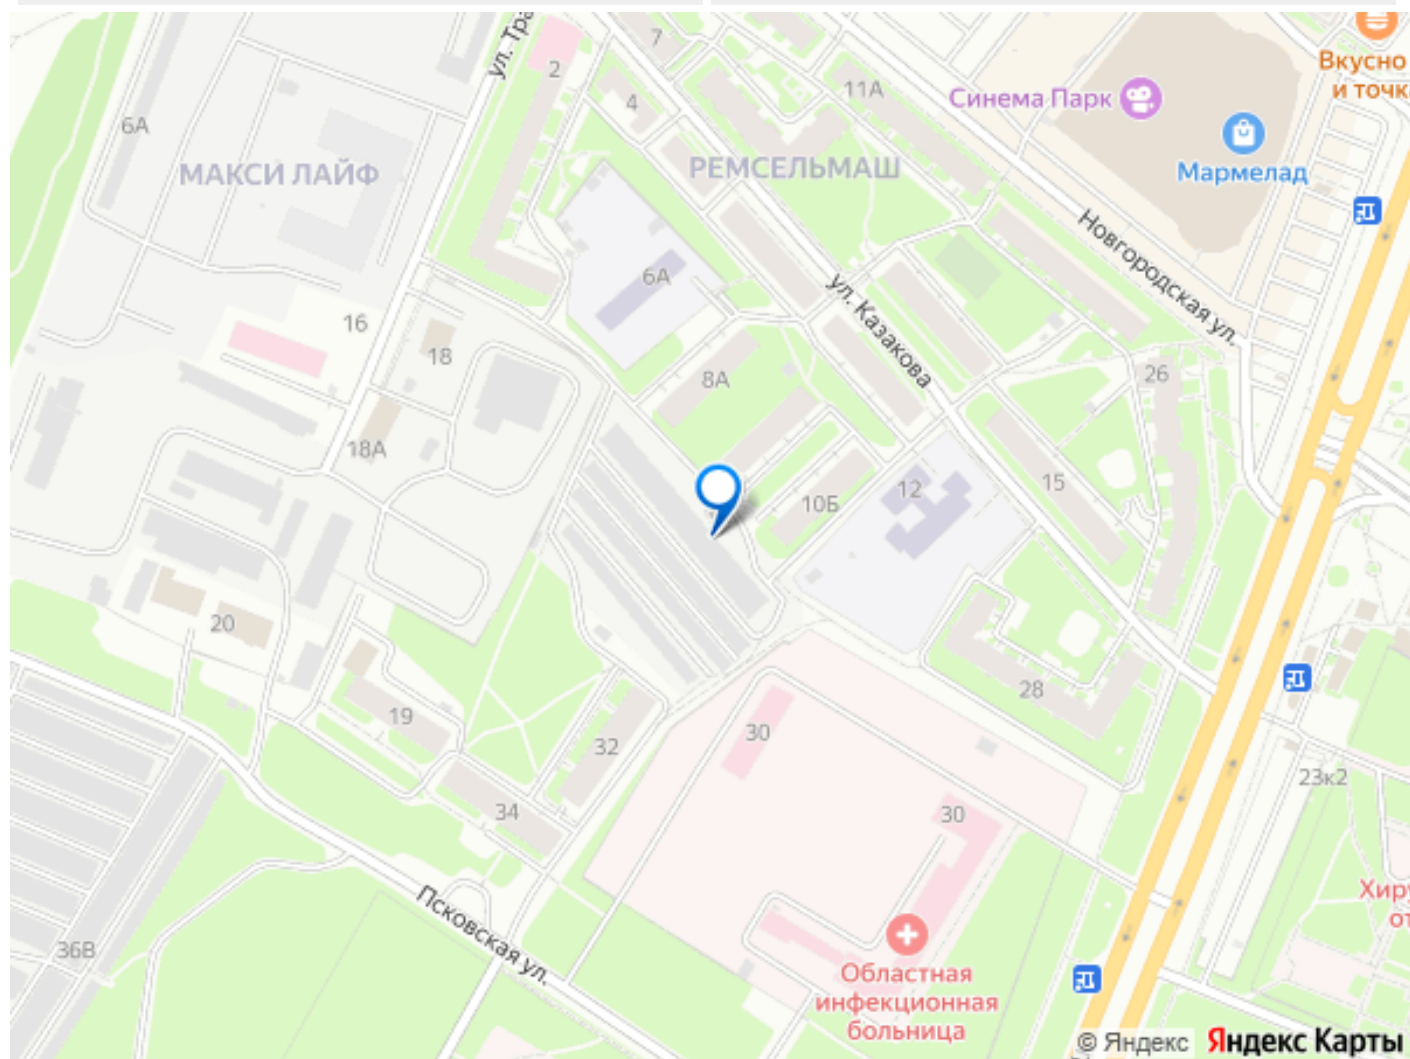 ул. Тра
7
2
4
11А
Синема Парк
Вкусно
и точк
6А
МАКСИ ЛАЙФ
РЕМСЕЛЬМАШ
Мармелад
Новгородская ул.
6А
ул. Казакова
16
18
8А
26
18А
10Б
12
15
20
19
32
30
28
34
30
23к2
Псковская ул.
36В
Хиру
от
Областная
инфекционная
больница
© Яндекс Яндекс Карты